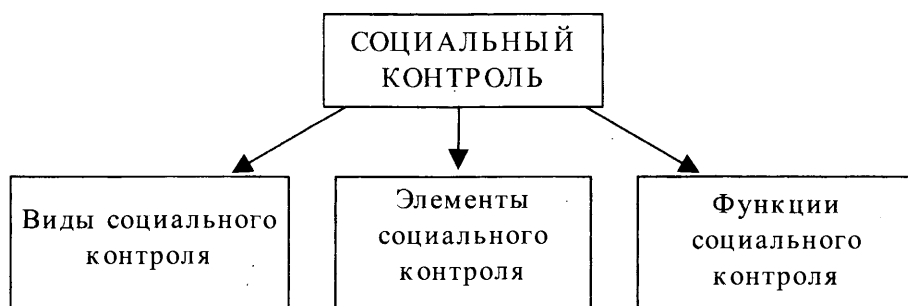 СОЦИАЛЬНЫЙ
КОНТРОЛЬ
Виды социального
контроля
Элементы
социального
контроля
Функции
социального
контроля